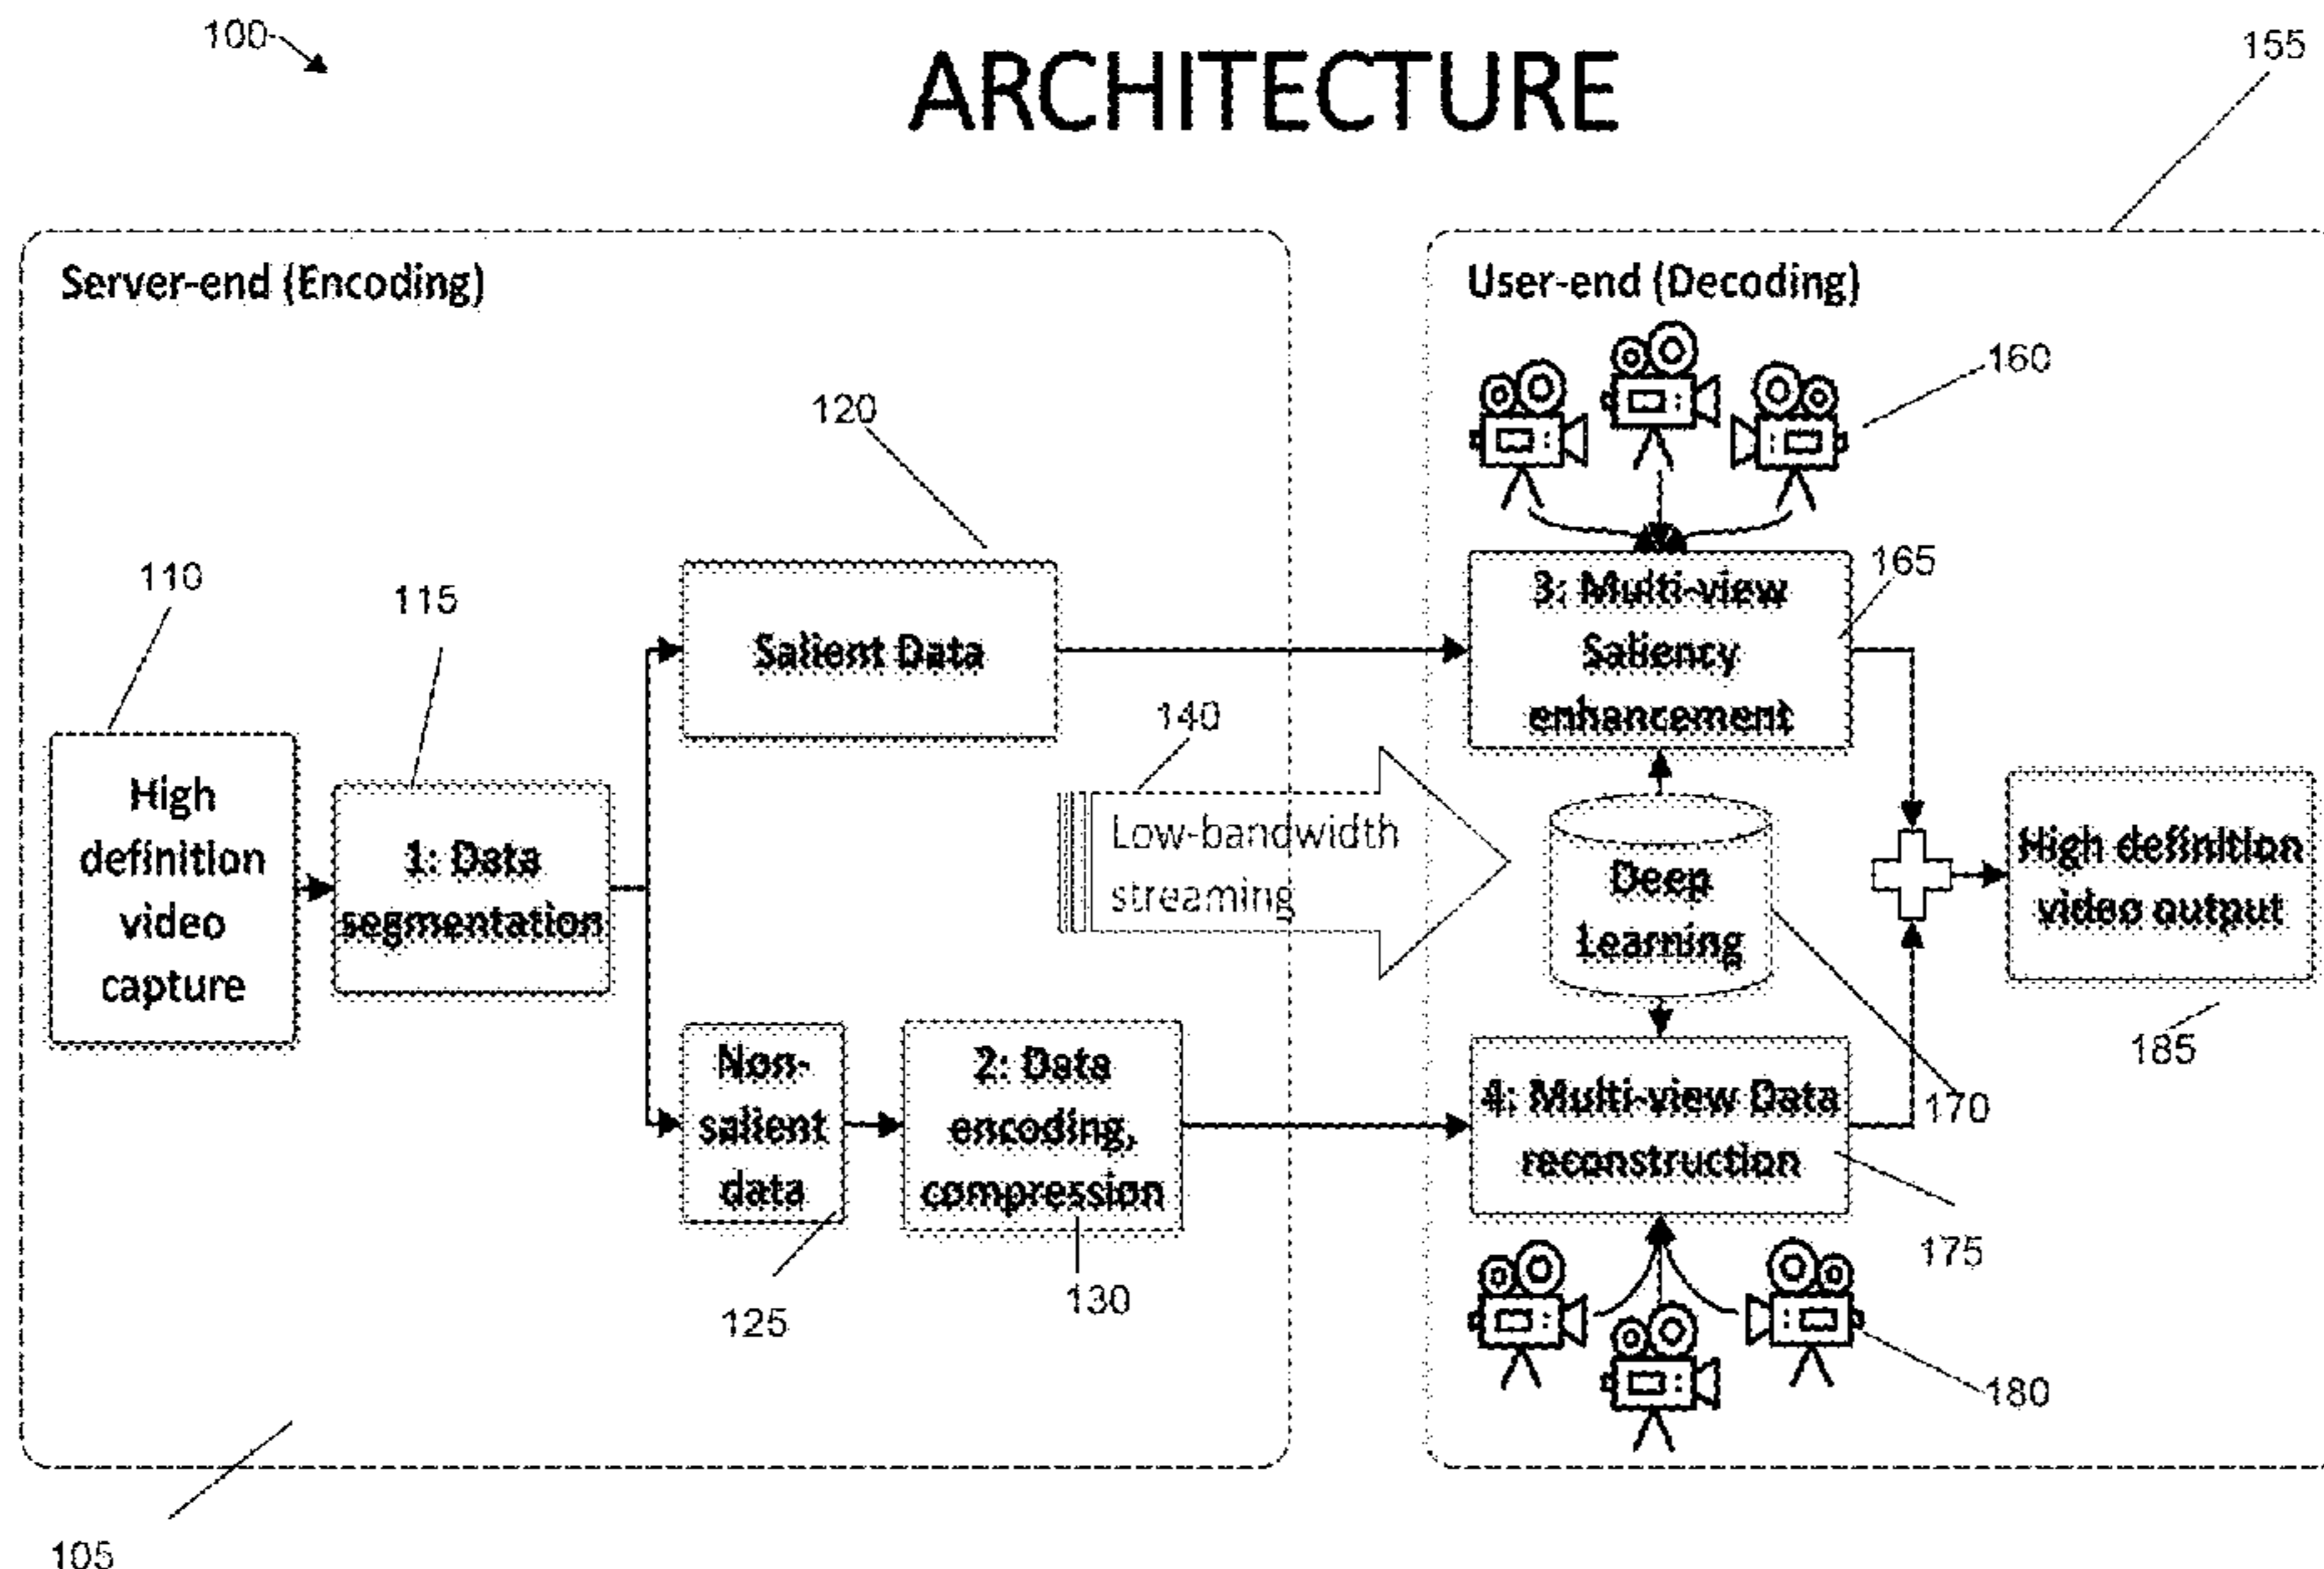 100
ARCHITECTURE
155
Server-end (Encoding)
User-end (Decoding)
160
120
110
115
Salient Data
3: Multi-view
Saliency
enhancement
165
140
High
definition
video
capture
1: Data
segmentation
Low-bandwidth
streaming
Deep
Learning
High definition
video output
185
Non-
salient
data
2: Data
encoding,
compression
4: Multi-view Data
reconstruction
170
175
125
130
180
105